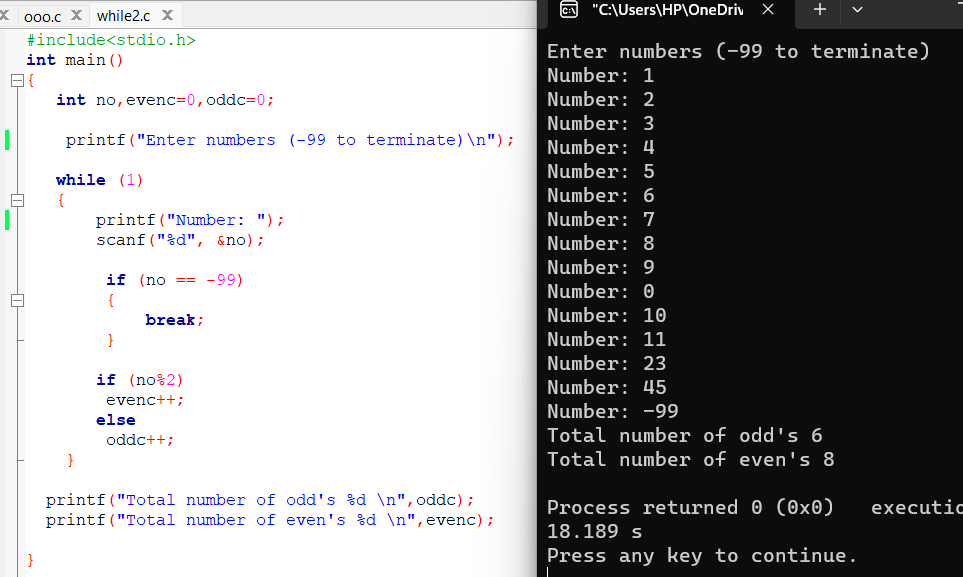 ooo.c while2.c
#include<stdio.h>
int main()
{
int no,evenc=0,oddc=0;
printf("Enter numbers (-99 to terminate)\n");
while (1)
{
printf("Number: ");
scanf("%d", &no);
if (no == -99)
{
break;
}
if (no%2)
evenc++;
else
oddc++;
}
printf("Total number of odd's %d \n",oddc);
printf("Total number of even's %d \n",evenc);
}
"C:\Users\HP\OneDriv
Enter numbers (-99 to terminate)
Number: 1
Number: 2
Number: 3
Number: 4
Number: 5
Number: 6
Number: 7
Number: 8
Number: 9
Number: 0
Number: 10
Number: 11
Number: 23
Number: 45
Number: -99
Total number of odd's 6
Total number of even's 8
Process returned 0 (0x0) executio
18.189 s
Press any key to continue.